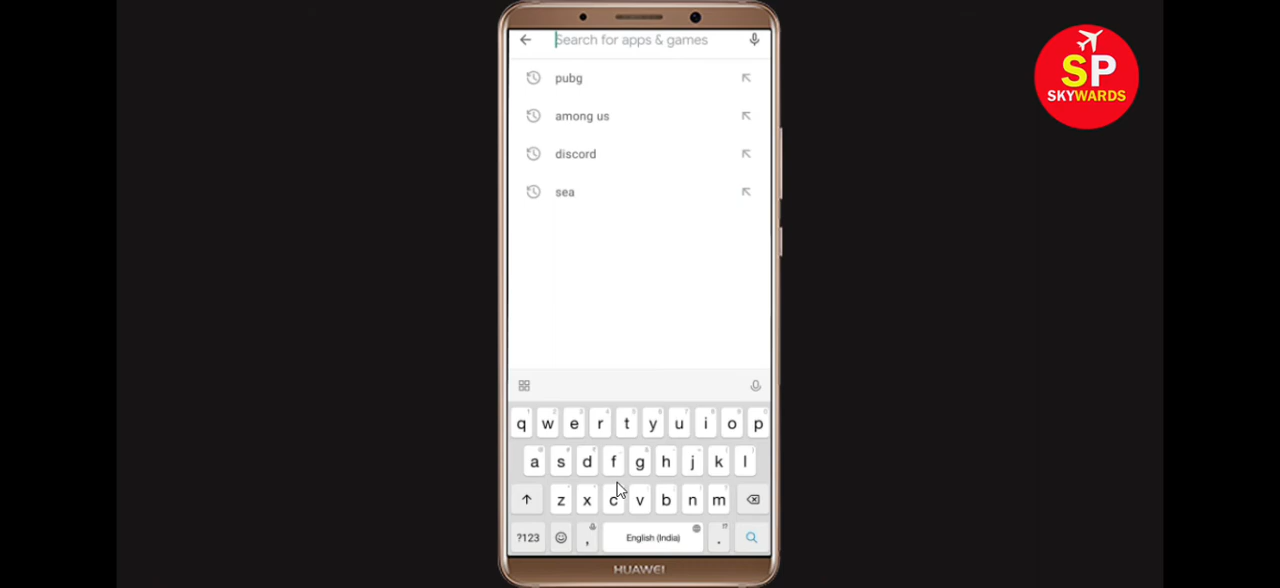 Search for apps & games
SP
SKYWARDS
pubg
among us
discord
sea
q w e r t y u i o p
a s d f g h j k l
z x c v b n m
?123 , English (India) .
HUAWEI